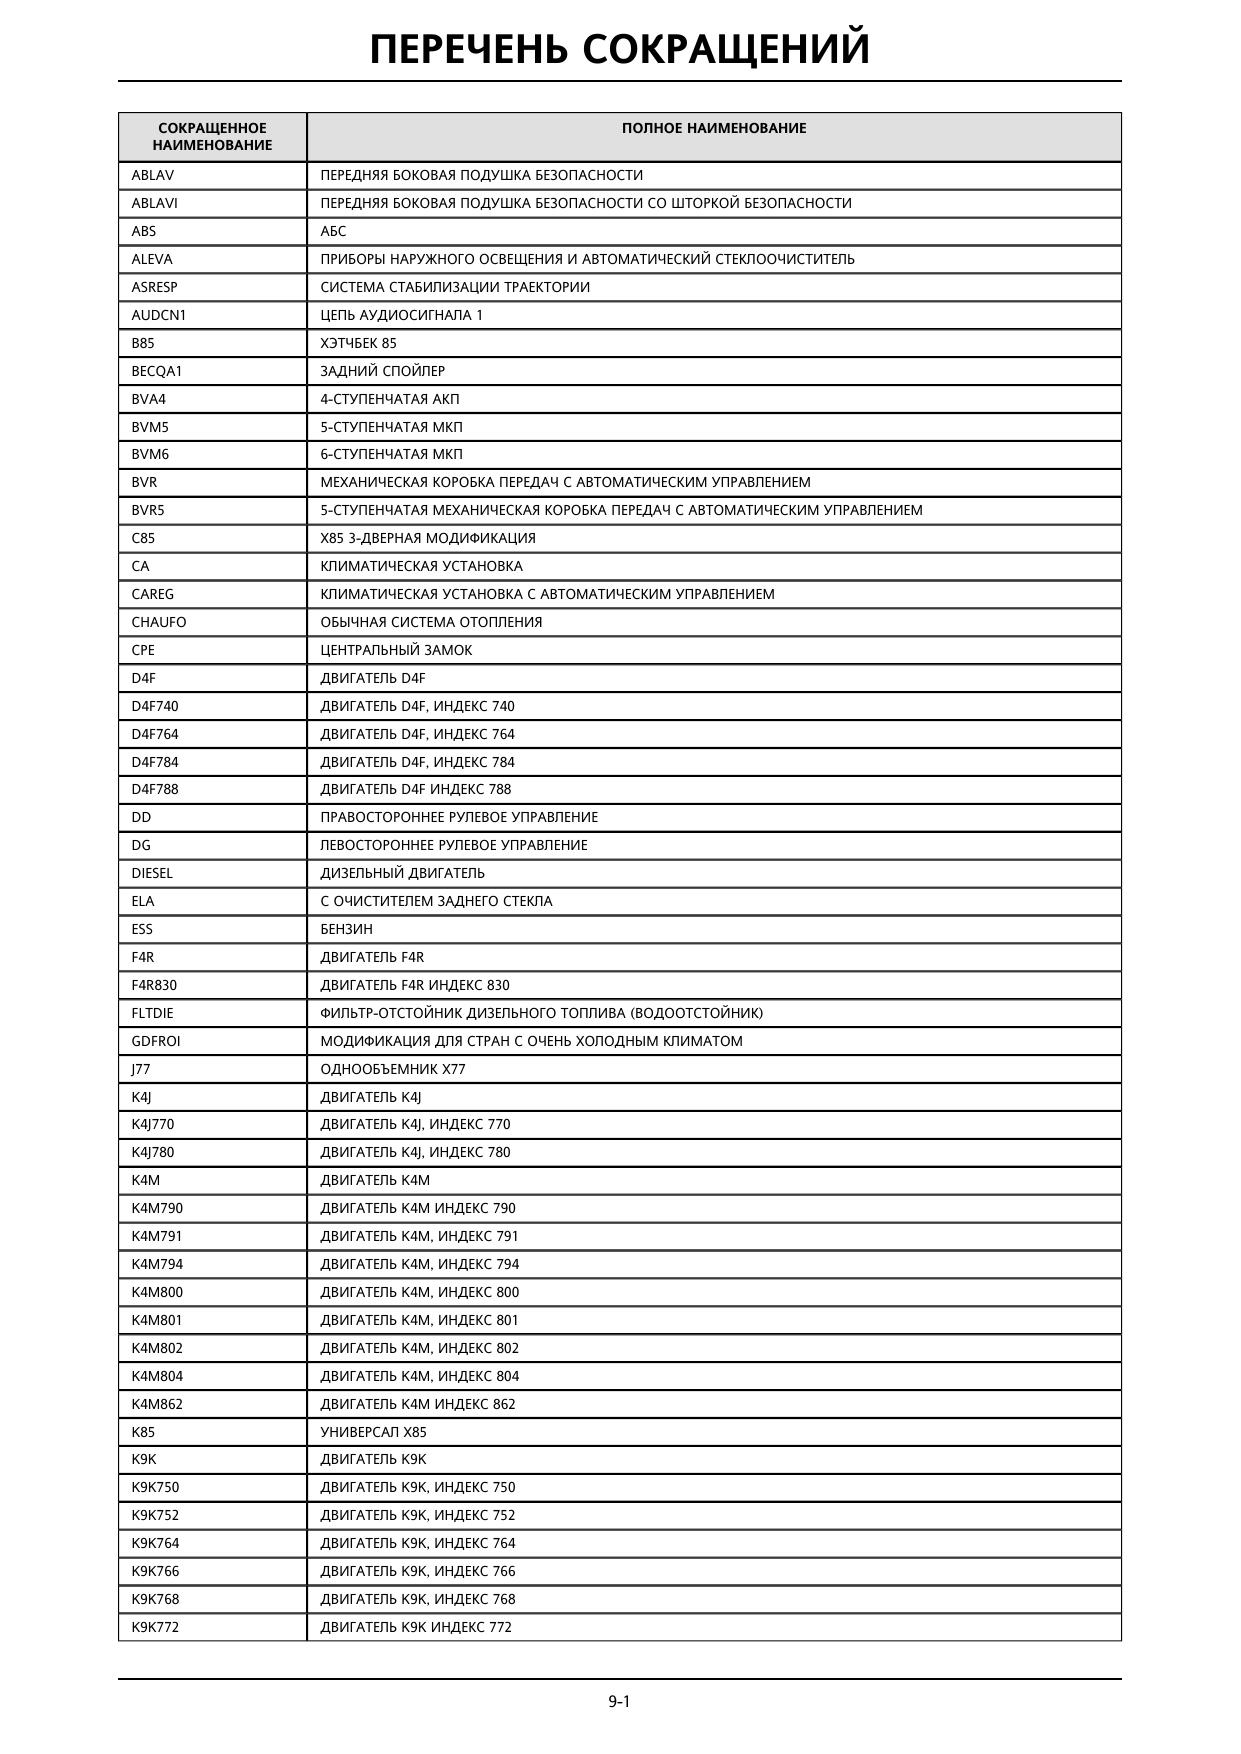 ПЕРЕЧЕНЬ СОКРАЩЕНИЙ
СОКРАЩЕННОЕ НАИМЕНОВАНИЕ ПОЛНОЕ НАИМЕНОВАНИЕ
ABLAV ПЕРЕДНЯЯ БОКОВАЯ ПОДУШКА БЕЗОПАСНОСТИ
ABLAVI ПЕРЕДНЯЯ БОКОВАЯ ПОДУШКА БЕЗОПАСНОСТИ СО ШТОРКОЙ БЕЗОПАСНОСТИ
ABS АБС
ALEVA ПРИБОРЫ НАРУЖНОГО ОСВЕЩЕНИЯ И АВТОМАТИЧЕСКИЙ СТЕКЛООЧИСТИТЕЛЬ
ASRESP СИСТЕМА СТАБИЛИЗАЦИИ ТРАЕКТОРИИ
AUDCN1 ЦЕПЬ АУДИОСИГНАЛА 1
B85 ХЭТЧБЕК 85
BECQA1 ЗАДНИЙ СПОЙЛЕР
BVA4 4-СТУПЕНЧАТАЯ АКП
BVM5 5-СТУПЕНЧАТАЯ МКП
BVM6 6-СТУПЕНЧАТАЯ МКП
BVR МЕХАНИЧЕСКАЯ КОРОБКА ПЕРЕДАЧ С АВТОМАТИЧЕСКИМ УПРАВЛЕНИЕМ
BVR5 5-СТУПЕНЧАТАЯ МЕХАНИЧЕСКАЯ КОРОБКА ПЕРЕДАЧ С АВТОМАТИЧЕСКИМ УПРАВЛЕНИЕМ
C85 X85 3-ДВЕРНАЯ МОДИФИКАЦИЯ
CA КЛИМАТИЧЕСКАЯ УСТАНОВКА
CAREG КЛИМАТИЧЕСКАЯ УСТАНОВКА С АВТОМАТИЧЕСКИМ УПРАВЛЕНИЕМ
CHAUFO ОБЫЧНАЯ СИСТЕМА ОТОПЛЕНИЯ
CPE ЦЕНТРАЛЬНЫЙ ЗАМОК
D4F ДВИГАТЕЛЬ D4F
D4F740 ДВИГАТЕЛЬ D4F, ИНДЕКС 740
D4F764 ДВИГАТЕЛЬ D4F, ИНДЕКС 764
D4F784 ДВИГАТЕЛЬ D4F, ИНДЕКС 784
D4F788 ДВИГАТЕЛЬ D4F ИНДЕКС 788
DD ПРАВОСТОРОННЕЕ РУЛЕВОЕ УПРАВЛЕНИЕ
DG ЛЕВОСТОРОННЕЕ РУЛЕВОЕ УПРАВЛЕНИЕ
DIESEL ДИЗЕЛЬНЫЙ ДВИГАТЕЛЬ
ELA С ОЧИСТИТЕЛЕМ ЗАДНЕГО СТЕКЛА
ESS БЕНЗИН
F4R ДВИГАТЕЛЬ F4R
F4R830 ДВИГАТЕЛЬ F4R ИНДЕКС 830
FLTDIE ФИЛЬТР-ОТСТОЙНИК ДИЗЕЛЬНОГО ТОПЛИВА (ВОДООТСТОЙНИК)
GDFROI МОДИФИКАЦИЯ ДЛЯ СТРАН С ОЧЕНЬ ХОЛОДНЫМ КЛИМАТОМ
J77 ОДНООБЪЕМНИК X77
K4J ДВИГАТЕЛЬ K4J
K4J770 ДВИГАТЕЛЬ K4J, ИНДЕКС 770
K4J780 ДВИГАТЕЛЬ K4J, ИНДЕКС 780
K4M ДВИГАТЕЛЬ K4M
K4M790 ДВИГАТЕЛЬ K4M ИНДЕКС 790
K4M791 ДВИГАТЕЛЬ K4M, ИНДЕКС 791
K4M794 ДВИГАТЕЛЬ K4M, ИНДЕКС 794
K4M800 ДВИГАТЕЛЬ K4M, ИНДЕКС 800
K4M801 ДВИГАТЕЛЬ K4M, ИНДЕКС 801
K4M802 ДВИГАТЕЛЬ K4M, ИНДЕКС 802
K4M804 ДВИГАТЕЛЬ K4M, ИНДЕКС 804
K4M862 ДВИГАТЕЛЬ K4M ИНДЕКС 862
K85 УНИВЕРСАЛ X85
K9K ДВИГАТЕЛЬ K9K
K9K750 ДВИГАТЕЛЬ K9K, ИНДЕКС 750
K9K752 ДВИГАТЕЛЬ K9K, ИНДЕКС 752
K9K764 ДВИГАТЕЛЬ K9K, ИНДЕКС 764
K9K766 ДВИГАТЕЛЬ K9K, ИНДЕКС 766
K9K768 ДВИГАТЕЛЬ K9K, ИНДЕКС 768
K9K772 ДВИГАТЕЛЬ K9K ИНДЕКС 772
9-1